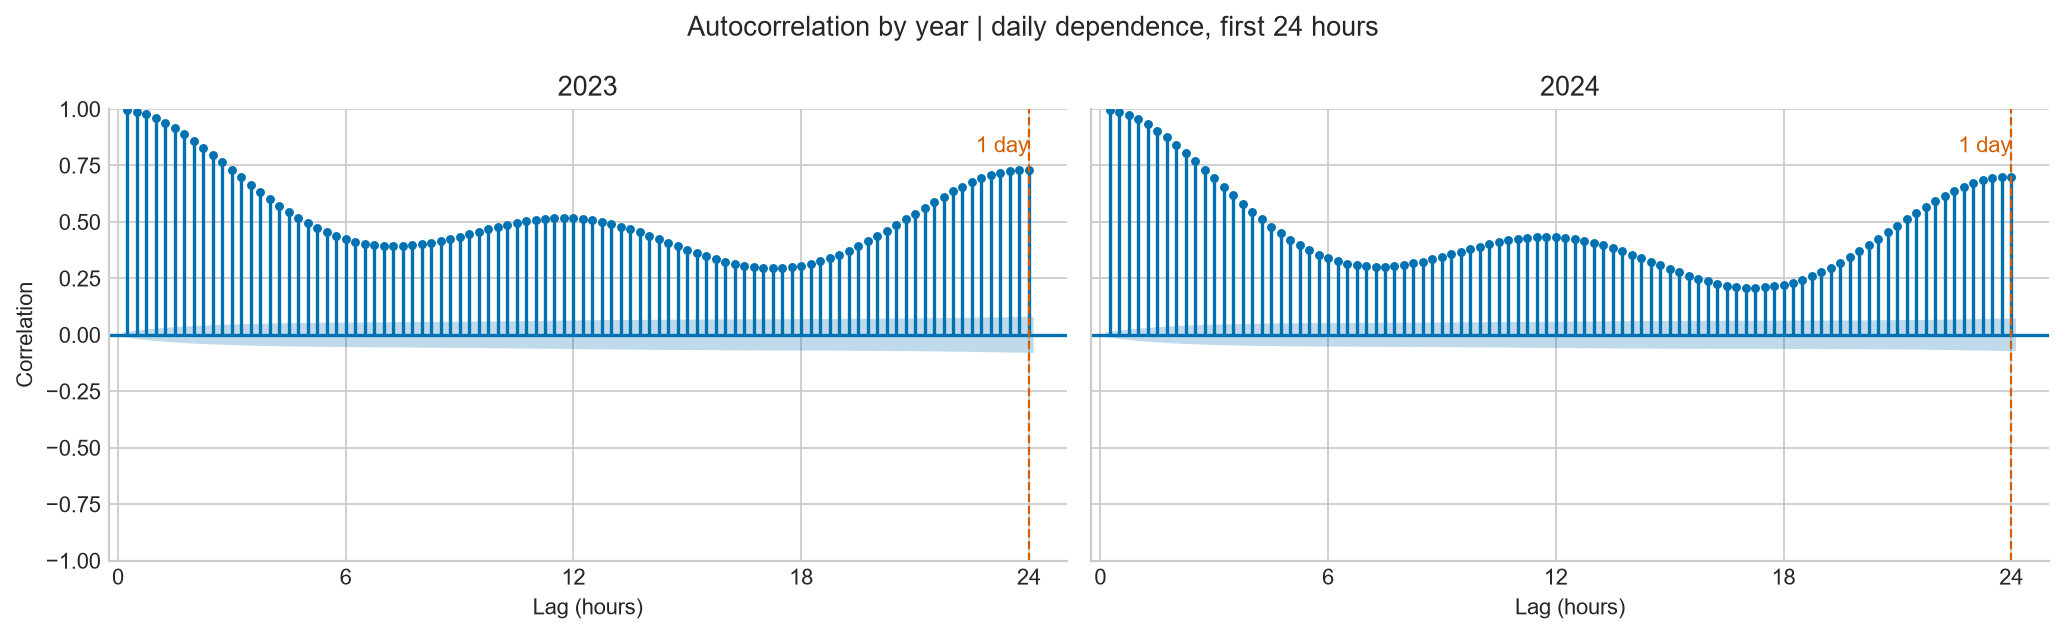 Autocorrelation by year | daily dependence, first 24 hours
2023
1.00
0.75
0.50
0.25
0.00
−0.25
−0.50
−0.75
−1.00
Correlation
1 day
0 6 12 18 24
Lag (hours)
2024
1 day
0 6 12 18 24
Lag (hours)